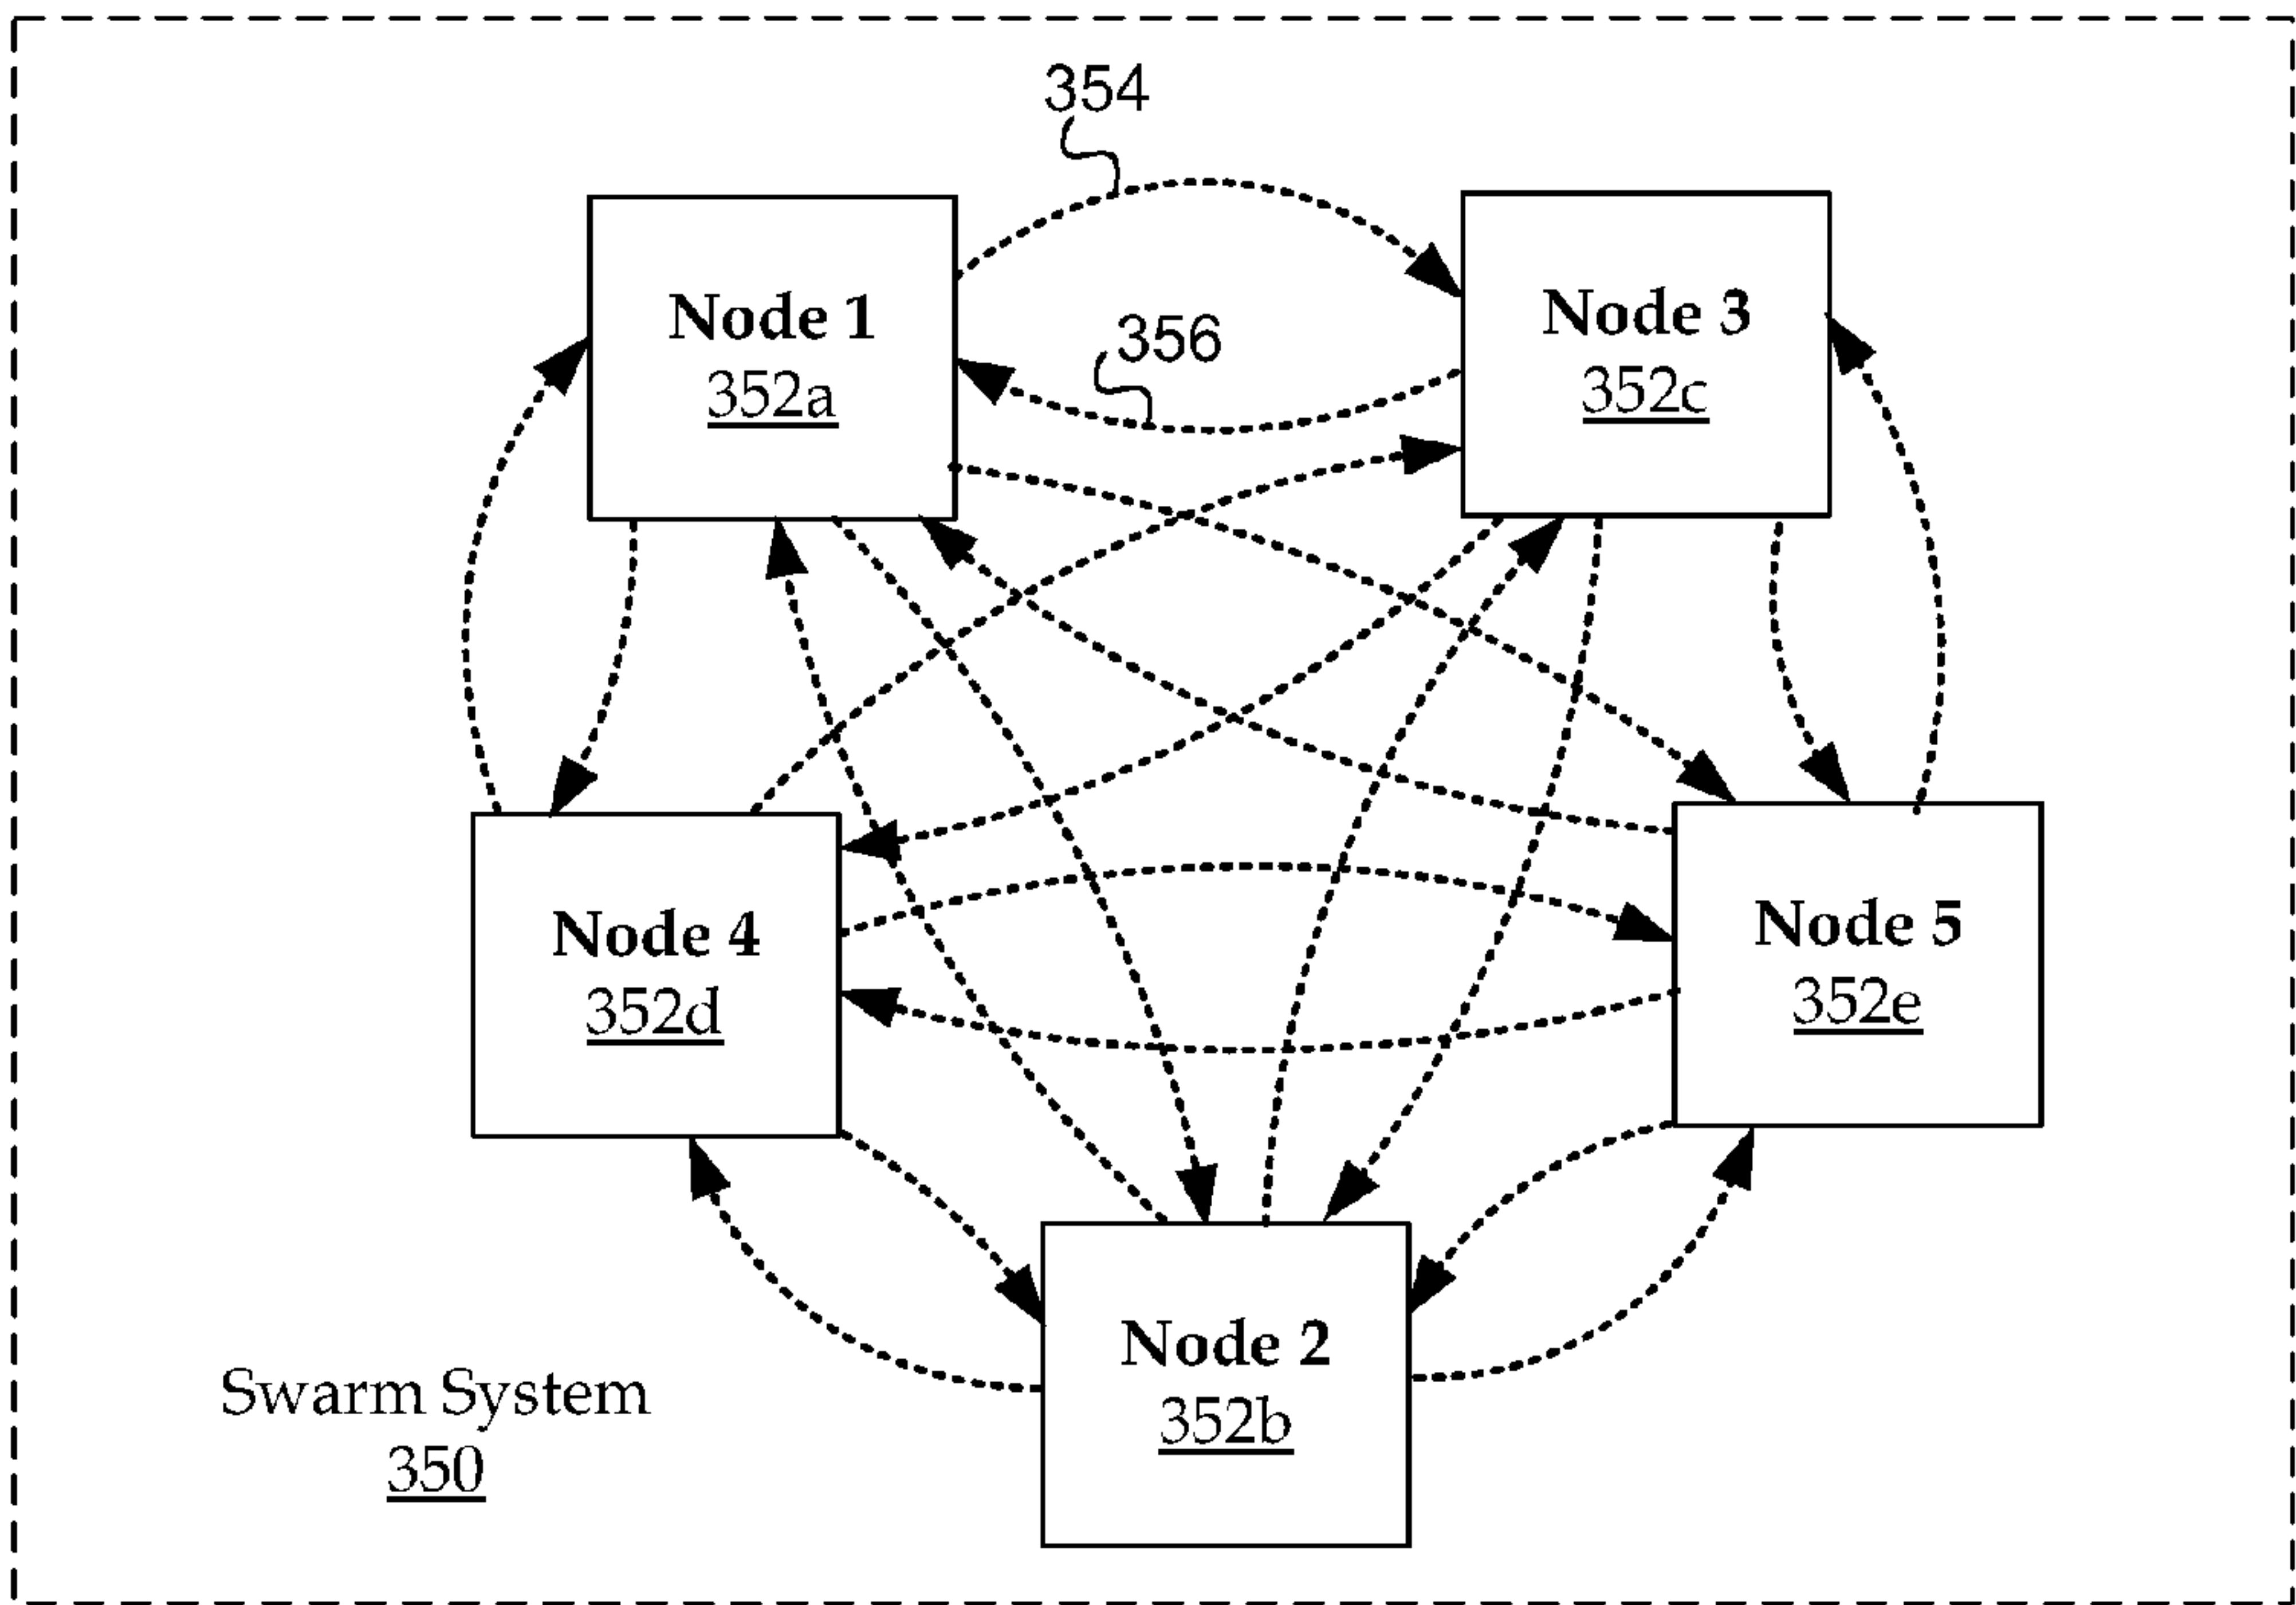 354
Node 1
352a
Node 3
352c
356
Node 4
352d
Node 5
352e
Node 2
352b
Swarm System
350